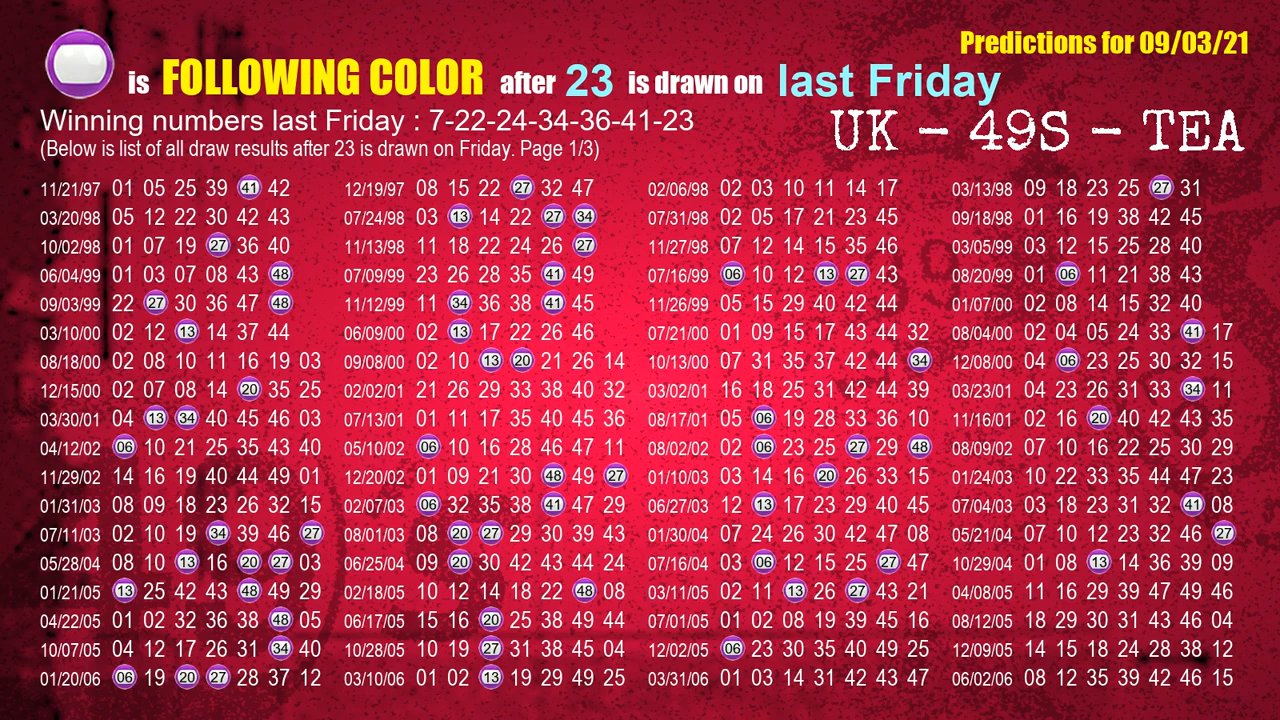 Predictions for 09/03/21
is FOLLOWING COLOR after 23 is drawn on last Friday
Winning numbers last Friday : 7-22-24-34-36-41-23
UK - 49S - TEA
(Below is list of all draw results after 23 is drawn on Friday. Page 1/3)
11/21/97 01 05 25 39 41 42 12/19/97 08 15 22 27 32 47 02/06/98 02 03 10 11 14 17 03/13/98 09 18 23 25 27 31
03/20/98 05 12 22 30 42 43 07/24/98 03 13 14 22 27 34 07/31/98 02 05 17 21 23 45 09/18/98 01 16 19 38 42 45
10/02/98 01 07 19 27 36 40 11/13/98 11 18 22 24 26 27 11/27/98 07 12 14 15 35 46 03/05/99 03 12 15 25 28 40
06/04/99 01 03 07 08 43 48 07/09/99 23 26 28 35 41 49 07/16/99 06 10 12 13 27 43 08/20/99 01 06 11 21 38 43
09/03/99 22 27 30 36 47 48 11/12/99 11 34 36 38 41 45 11/26/99 05 15 29 40 42 44 01/07/00 02 08 14 15 32 40
03/10/00 02 12 13 14 37 44 06/09/00 02 13 17 22 26 46 07/21/00 01 09 15 17 43 44 32 08/04/00 02 04 05 24 33 41 17
08/18/00 02 08 10 11 16 19 03 09/08/00 02 10 13 20 21 26 14 10/13/00 07 31 35 37 42 44 34 12/08/00 04 06 23 25 30 32 15
12/15/00 02 07 08 14 20 35 25 02/02/01 21 26 29 33 38 40 32 03/02/01 16 18 25 31 42 44 39 03/23/01 04 23 26 31 33 34 11
03/30/01 04 13 34 40 45 46 03 07/13/01 01 11 17 35 40 45 36 08/17/01 05 06 19 28 33 36 10 11/16/01 02 16 20 40 42 43 35
04/12/02 06 10 21 25 35 43 40 05/10/02 06 10 16 28 46 47 11 08/02/02 02 06 23 25 27 29 48 08/09/02 07 10 16 22 25 30 29
11/29/02 14 16 19 40 44 49 01 12/20/02 01 09 21 30 48 49 27 01/10/03 03 14 16 20 26 33 15 01/24/03 10 22 33 35 44 47 23
01/31/03 08 09 18 23 26 32 15 02/07/03 06 32 35 38 41 47 29 06/27/03 12 13 17 23 29 40 45 07/04/03 03 18 23 31 32 41 08
07/11/03 02 10 19 34 39 46 27 08/01/03 08 20 27 29 30 39 43 01/30/04 07 24 26 30 42 47 08 05/21/04 07 10 12 23 32 46 27
05/28/04 08 10 13 16 20 27 03 06/25/04 09 20 30 42 43 44 24 07/16/04 03 06 12 15 25 27 47 10/29/04 01 08 13 14 36 39 09
01/21/05 13 25 42 43 48 49 29 02/18/05 10 12 14 18 22 48 08 03/11/05 02 11 13 26 27 43 21 04/08/05 11 16 29 39 47 49 46
04/22/05 01 02 32 36 38 48 05 06/17/05 15 16 20 25 38 49 44 07/01/05 01 02 08 19 39 45 16 08/12/05 18 29 30 31 43 46 04
10/07/05 04 12 17 26 31 34 40 10/28/05 10 19 27 31 38 45 04 12/02/05 06 23 30 35 40 49 25 12/09/05 14 15 18 24 28 38 12
01/20/06 06 19 20 27 28 37 12 03/10/06 01 02 13 19 29 49 25 03/31/06 01 03 14 31 42 43 47 06/02/06 08 12 35 39 42 46 15